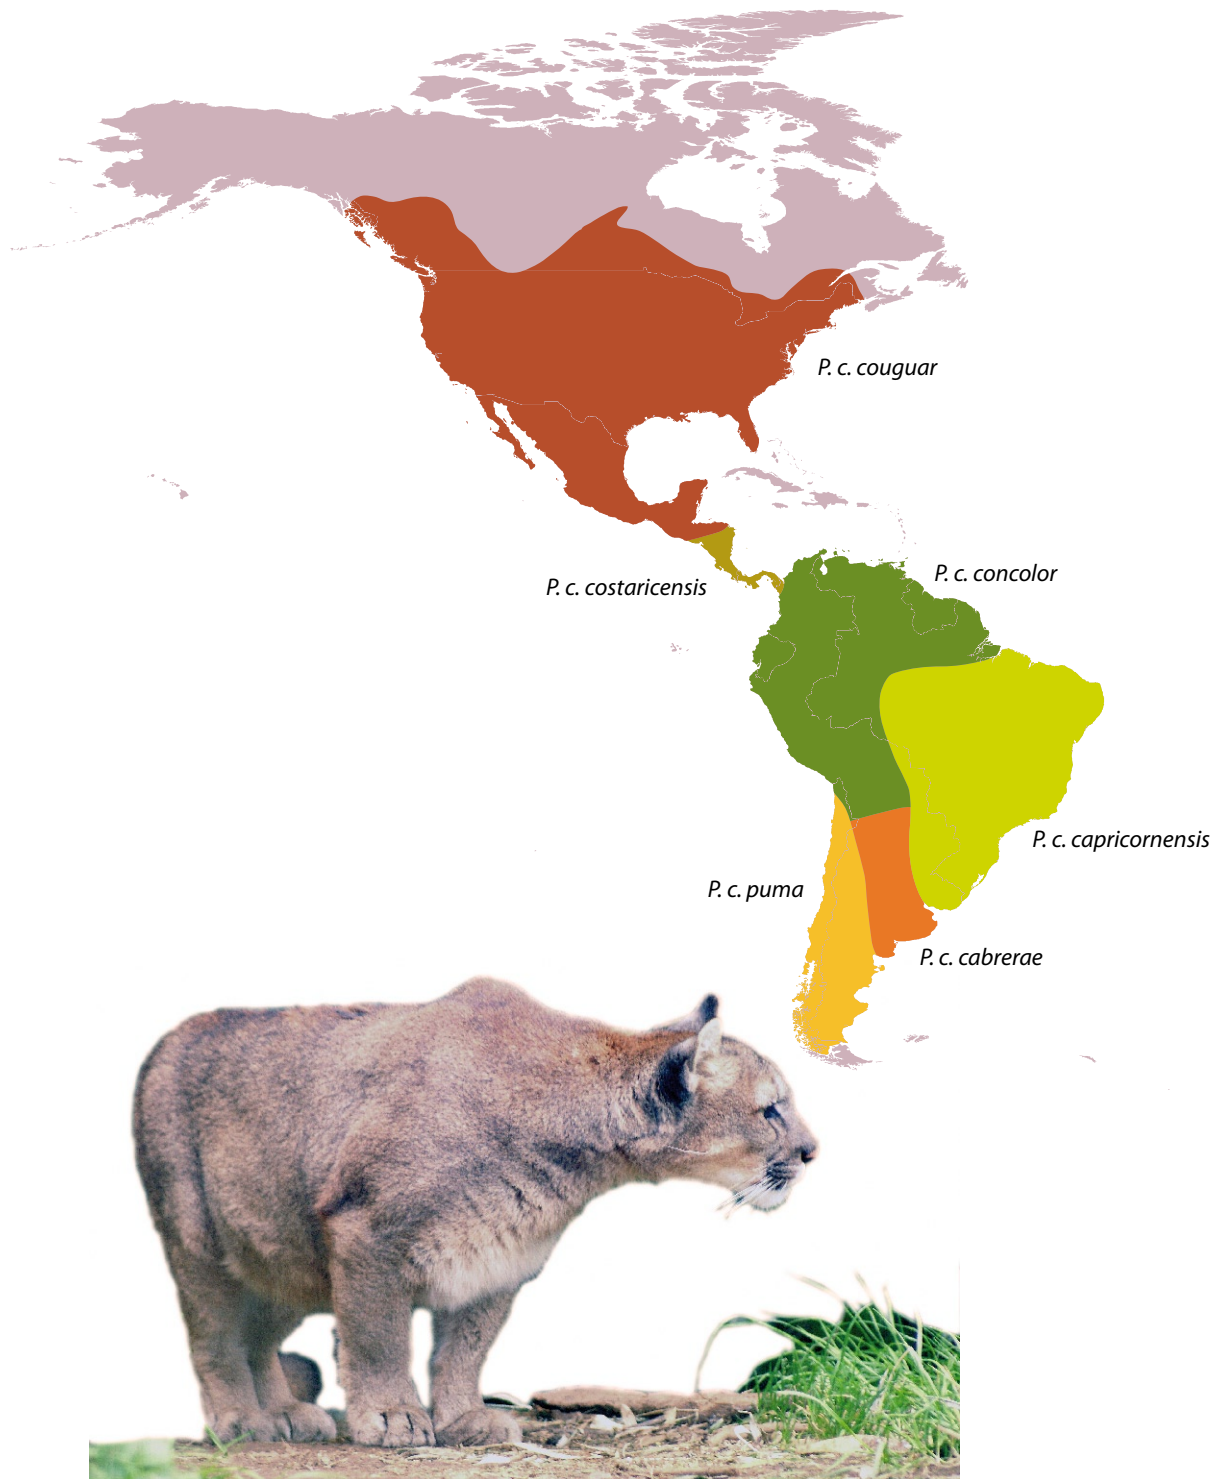 P. c. couguar
P. c. concolor
P. c. costaricensis
P. c. capricornensis
P. c. puma
P. c. cabrerae